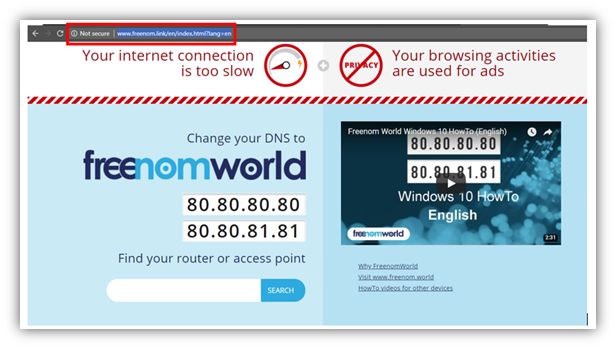 Not secure | www.freenom.link/en/index.html?lang=en
Your internet connection
is too slow
PRIVACY
Your browsing activities
are used for ads
Change your DNS to
freenomworld
80.80.80.80
80.80.81.81
Find your router or access point
SEARCH
Freenom World Windows 10 HowTo (English)
80.80.80.80
80.80.81.81
Windows 10 HowTo
English
freenomworld
2:31
Why FreenomWorld
Visit www.freenom.world
HowTo videos for other devices